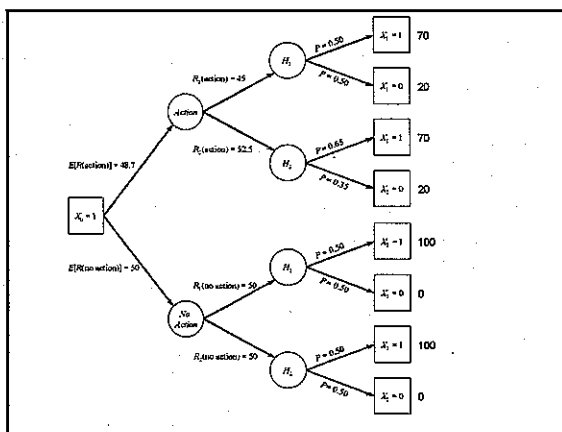 P = 0.50
X₁ = 1 70
H₁
P = 0.50
X₁ = 0 20
R₁(action) = 45
Action
R₂(action) = 52.5
P = 0.65
X₁ = 1 70
H₂
P = 0.35
X₁ = 0 20
E[R(action)] = 48.7
X₀ = 1
E[R(no action)] = 50
P = 0.50
X₁ = 1 100
H₁
P = 0.50
X₁ = 0 0
R₁(no action) = 50
No
Action
R₂(no action) = 50
P = 0.50
X₁ = 1 100
H₂
P = 0.50
X₁ = 0 0